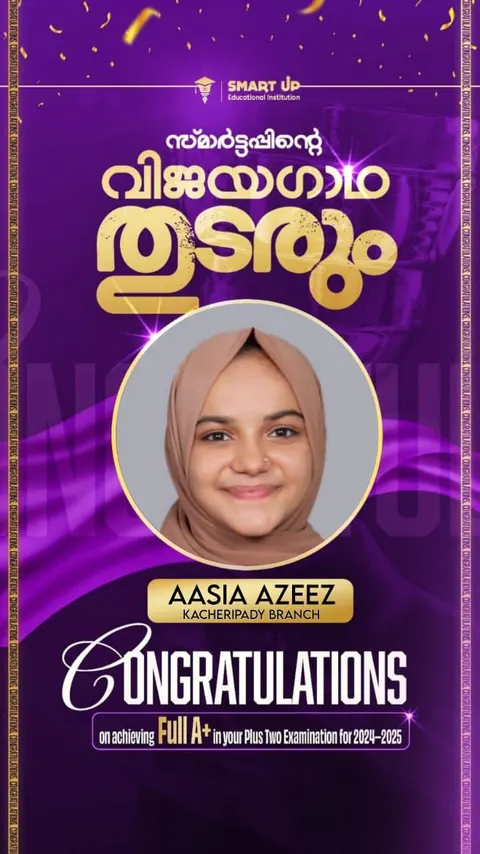 SMART UP
Educational Institution
സ്മാർട്ടപ്പിന്റെ
വിജയഗാഥ
തുടരും
AASIA AZEEZ
KACHERIPADY BRANCH
CONGRATULATIONS
on achieving Full A+ in your Plus Two Examination for 2024–2025